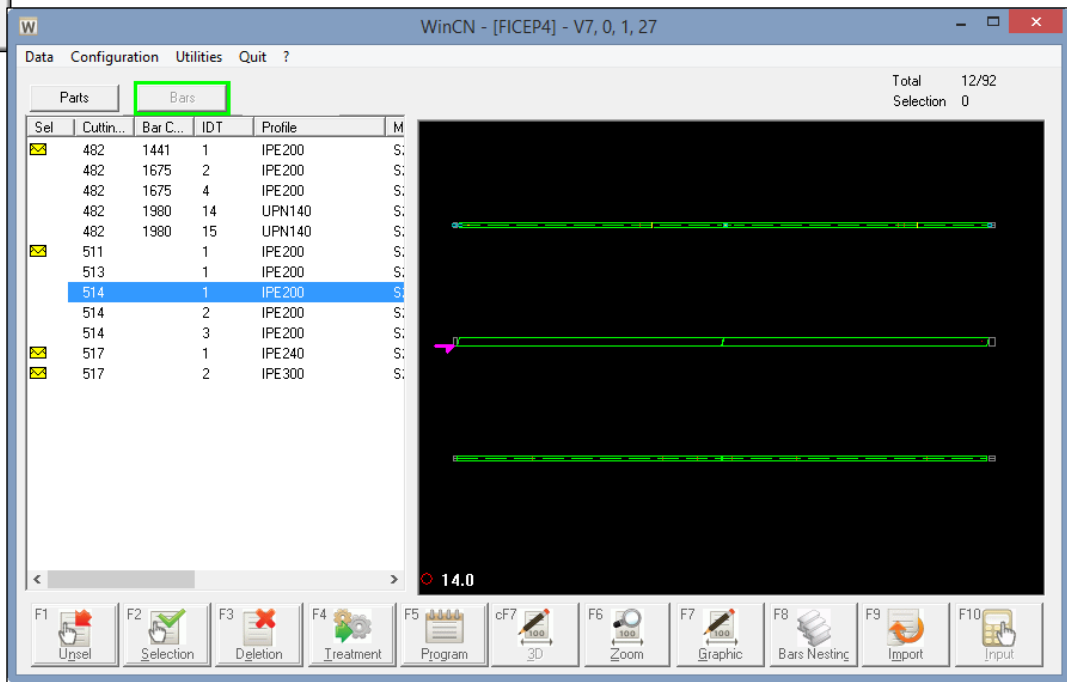 W WinCN - [FICEP4] - V7, 0, 1, 27
Data Configuration Utilities Quit ?
Parts Bars Total 12/92
Selection 0
Sel Cuttin... Bar C... IDT Profile M
482 1441 1 IPE200 S
482 1675 2 IPE200 S
482 1675 4 IPE200 S
482 1980 14 UPN140 S
482 1980 15 UPN140 S
511 1 IPE200 S
513 1 IPE200 S
514 1 IPE200 S
514 2 IPE200 S
514 3 IPE200 S
517 1 IPE240 S
517 2 IPE300 S
14.0
F1 F2 F3 F4 F5 cF7 F6 F7 F8 F9 F10
100 100 100
Unsel Selection Deletion Treatment Program 3D Zoom Graphic Bars Nesting Import Input